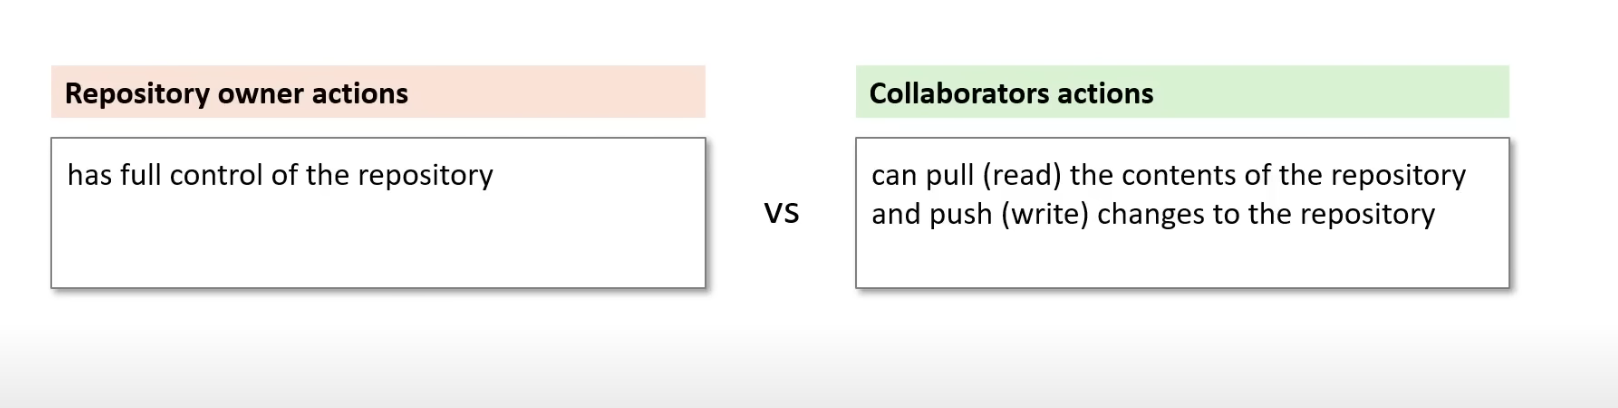 Repository owner actions
has full control of the repository
vs
Collaborators actions
can pull (read) the contents of the repository
and push (write) changes to the repository